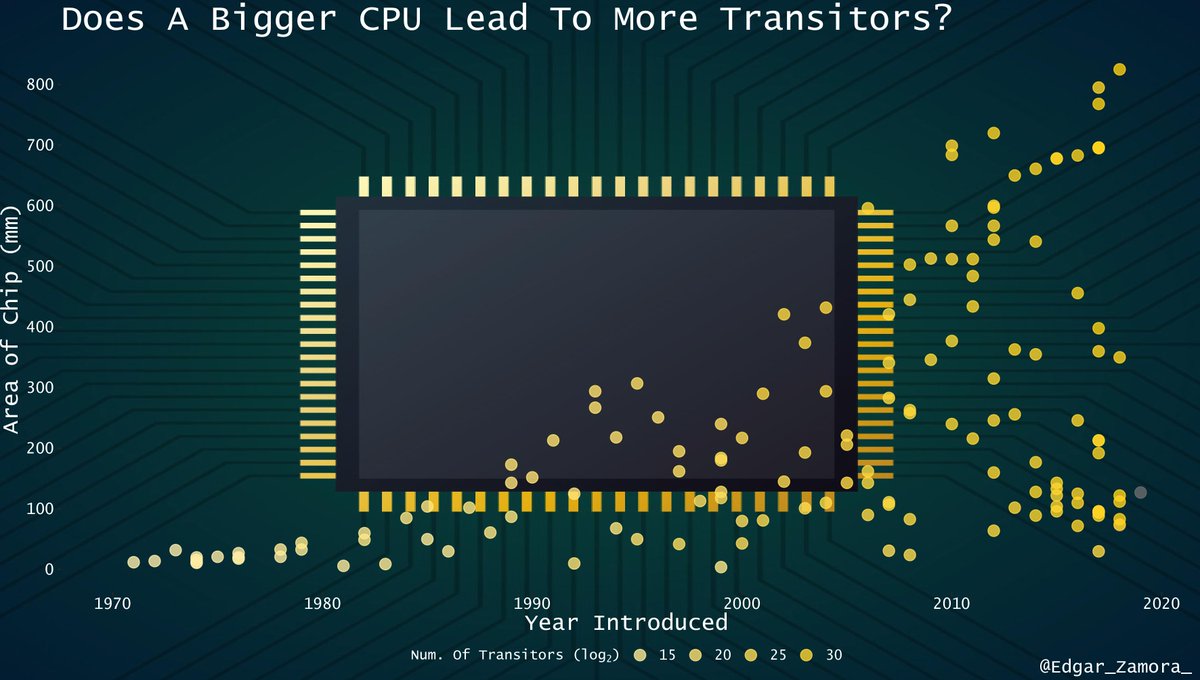 Does A Bigger CPU Lead To More Transitors?
Area of Chip (mm)
800
700
600
500
400
300
200
100
0
1970 1980 1990 2000 2010 2020
Year Introduced
Num. Of Transitors (log₂) 15 20 25 30
@Edgar_Zamora_